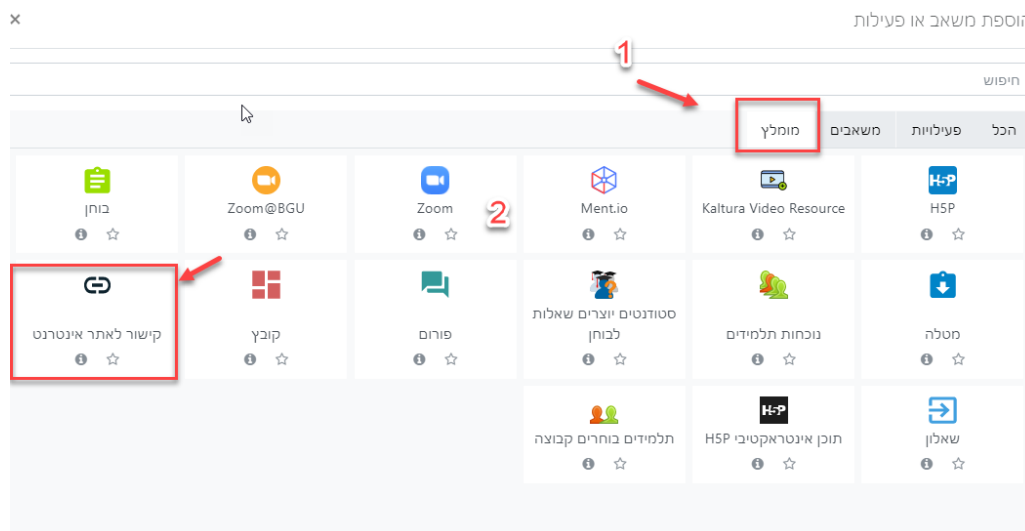 הוספת משאב או פעילות
×
1
חיפוש
הכל
פעילויות
משאבים
מומלץ
H5P
Kaltura Video Resource
Ment.io
2
Zoom
Zoom@BGU
בוחן
מטלה
נוכחות תלמידים
סטודנטים יוצרים שאלות
לבוחן
פורום
קובץ
קישור לאתר אינטרנט
שאלון
תוכן אינטראקטיבי H5P
תלמידים בוחרים קבוצה